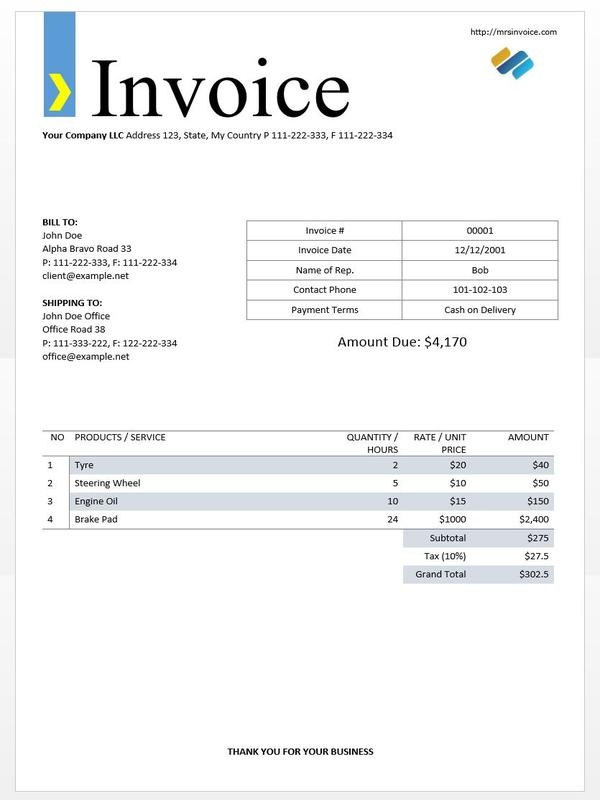 http://mrsinvoice.com
Invoice
Your Company LLC Address 123, State, My Country P 111-222-333, F 111-222-334
BILL TO:
John Doe
Alpha Bravo Road 33
P: 111-222-333, F: 111-222-334
client@example.net
SHIPPING TO:
John Doe Office
Office Road 38
P: 111-333-222, F: 122-222-334
office@example.net
Invoice # 00001
Invoice Date 12/12/2001
Name of Rep. Bob
Contact Phone 101-102-103
Payment Terms Cash on Delivery
Amount Due: $4,170
NO PRODUCTS / SERVICE QUANTITY / HOURS RATE / UNIT PRICE AMOUNT
1 Tyre 2 $20 $40
2 Steering Wheel 5 $10 $50
3 Engine Oil 10 $15 $150
4 Brake Pad 24 $1000 $2,400
Subtotal $275
Tax (10%) $27.5
Grand Total $302.5
THANK YOU FOR YOUR BUSINESS